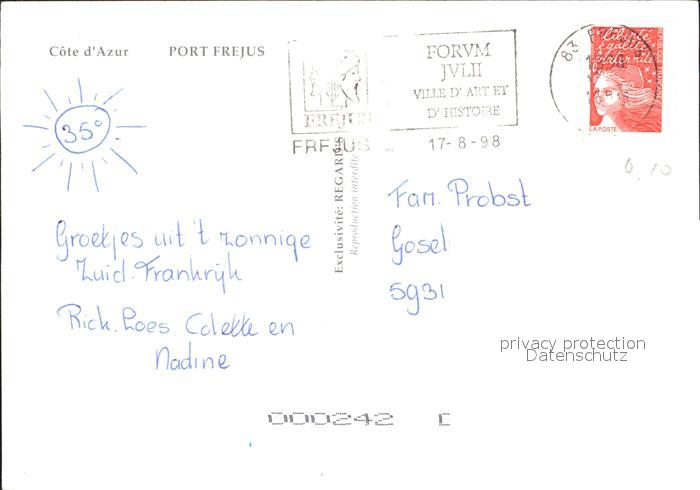 Côte d'Azur PORT FREJUS
35°
Groetjes uit 't zonnige
Zuid-Frankrijk
Rick. Loes Colette en
Nadine
FREJUS
FORVM
JVLII
VILLE D'ART ET
D'HISTOIRE
FREJUS 17-8-98
83
liberté
égalité
fraternité
LA POSTE
6,10
Exclusivité: REGARDS
Reproduction interdite
Fam. Probst
Gosel
5931
privacy protection
Datenschutz
000242 C